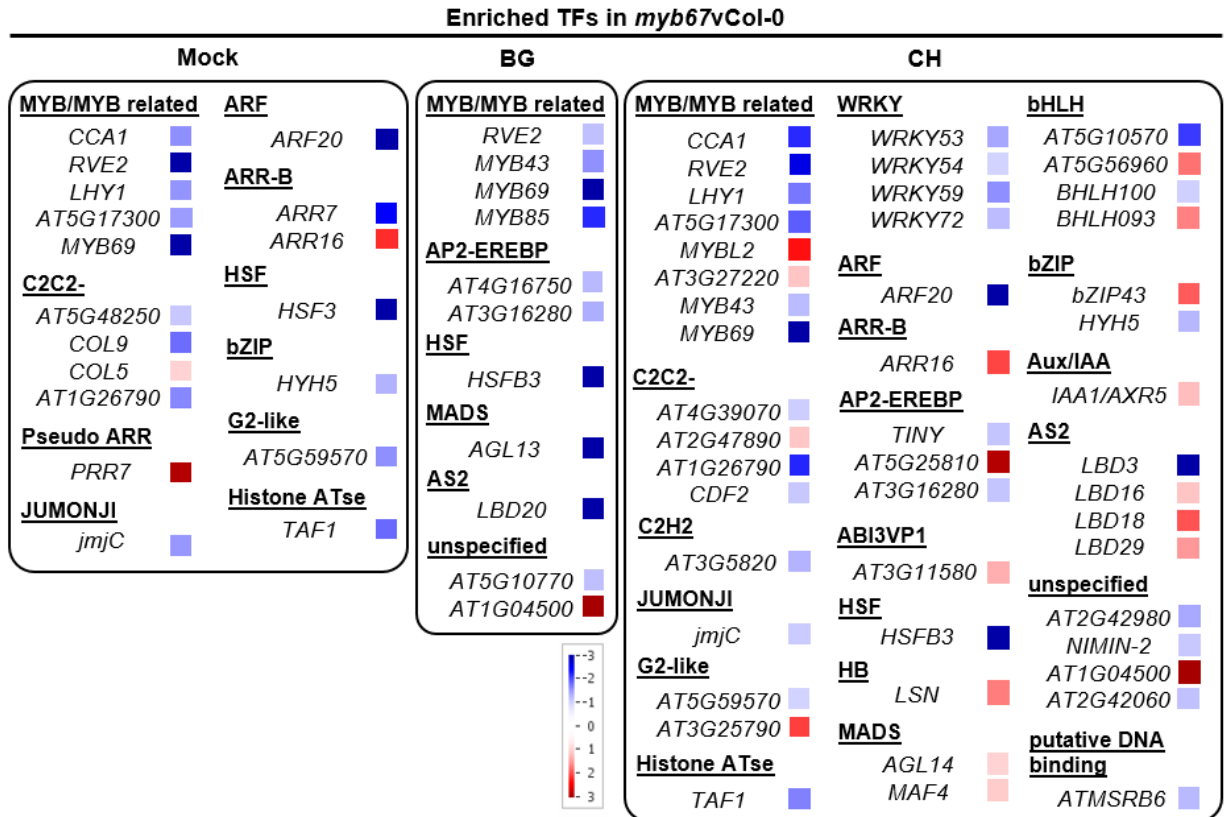 Enriched TFs in myb67vCol-0
Mock
MYB/MYB related
CCA1
RVE2
LHY1
AT5G17300
MYB69
C2C2-
AT5G48250
COL9
COL5
AT1G26790
Pseudo ARR
PRR7
JUMONJI
jmjC
ARF
ARF20
ARR-B
ARR7
ARR16
HSF
HSF3
bZIP
HYH5
G2-like
AT5G59570
Histone ATse
TAF1
BG
MYB/MYB related
RVE2
MYB43
MYB69
MYB85
AP2-EREBP
AT4G16750
AT3G16280
HSF
HSFB3
MADS
AGL13
AS2
LBD20
unspecified
AT5G10770
AT1G04500
--3
--2
--1
- 0
1
2
3
CH
MYB/MYB related
CCA1
RVE2
LHY1
AT5G17300
MYBL2
AT3G27220
MYB43
MYB69
C2C2-
AT4G39070
AT2G47890
AT1G26790
CDF2
C2H2
AT3G5820
JUMONJI
jmjC
G2-like
AT5G59570
AT3G25790
Histone ATse
TAF1
WRKY
WRKY53
WRKY54
WRKY59
WRKY72
ARF
ARF20
ARR-B
ARR16
AP2-EREBP
TINY
AT5G25810
AT3G16280
ABI3VP1
AT3G11580
HSF
HSFB3
HB
LSN
MADS
AGL14
MAF4
bHLH
AT5G10570
AT5G56960
BHLH100
BHLH093
bZIP
bZIP43
HYH5
Aux/IAA
IAA1/AXR5
AS2
LBD3
LBD16
LBD18
LBD29
unspecified
AT2G42980
NIMIN-2
AT1G04500
AT2G42060
putative DNA
binding
ATMSRB6